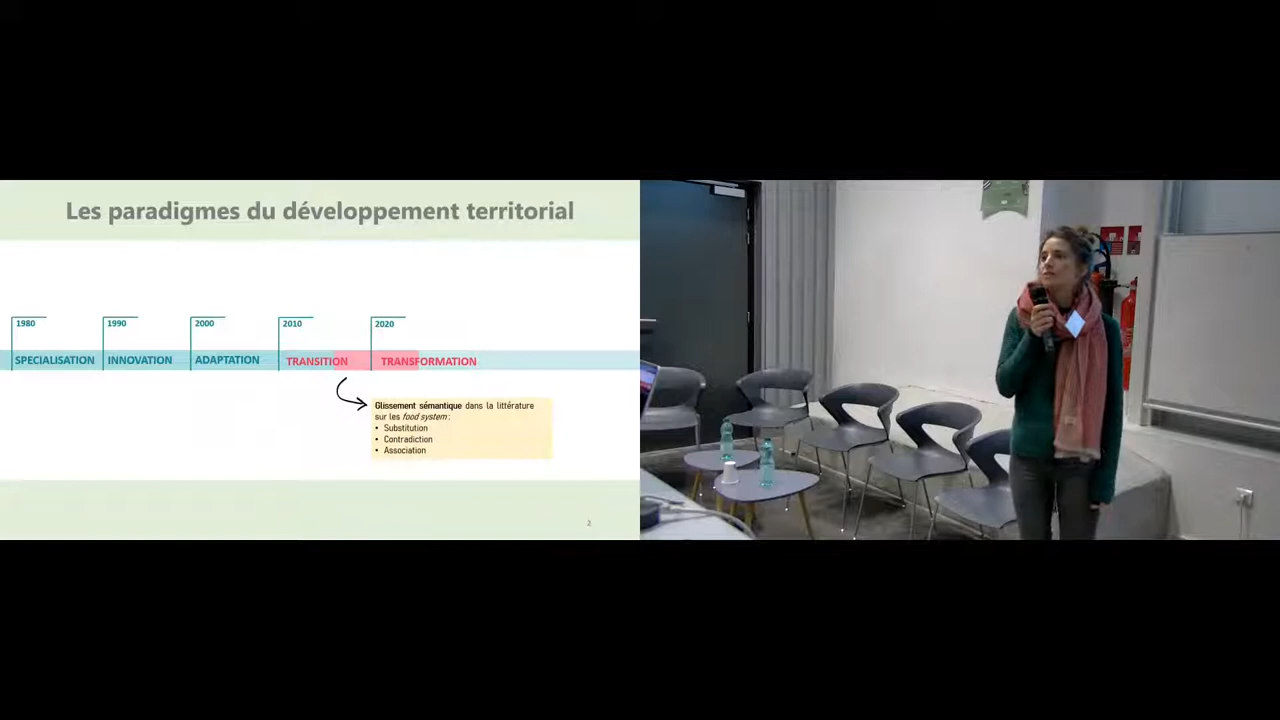 Les paradigmes du développement territorial
1980
1990
2000
2010
2020
SPECIALISATION
INNOVATION
ADAPTATION
TRANSITION
TRANSFORMATION
Glissement sémantique dans la littérature
sur les food system :
• Substitution
• Contradiction
• Association